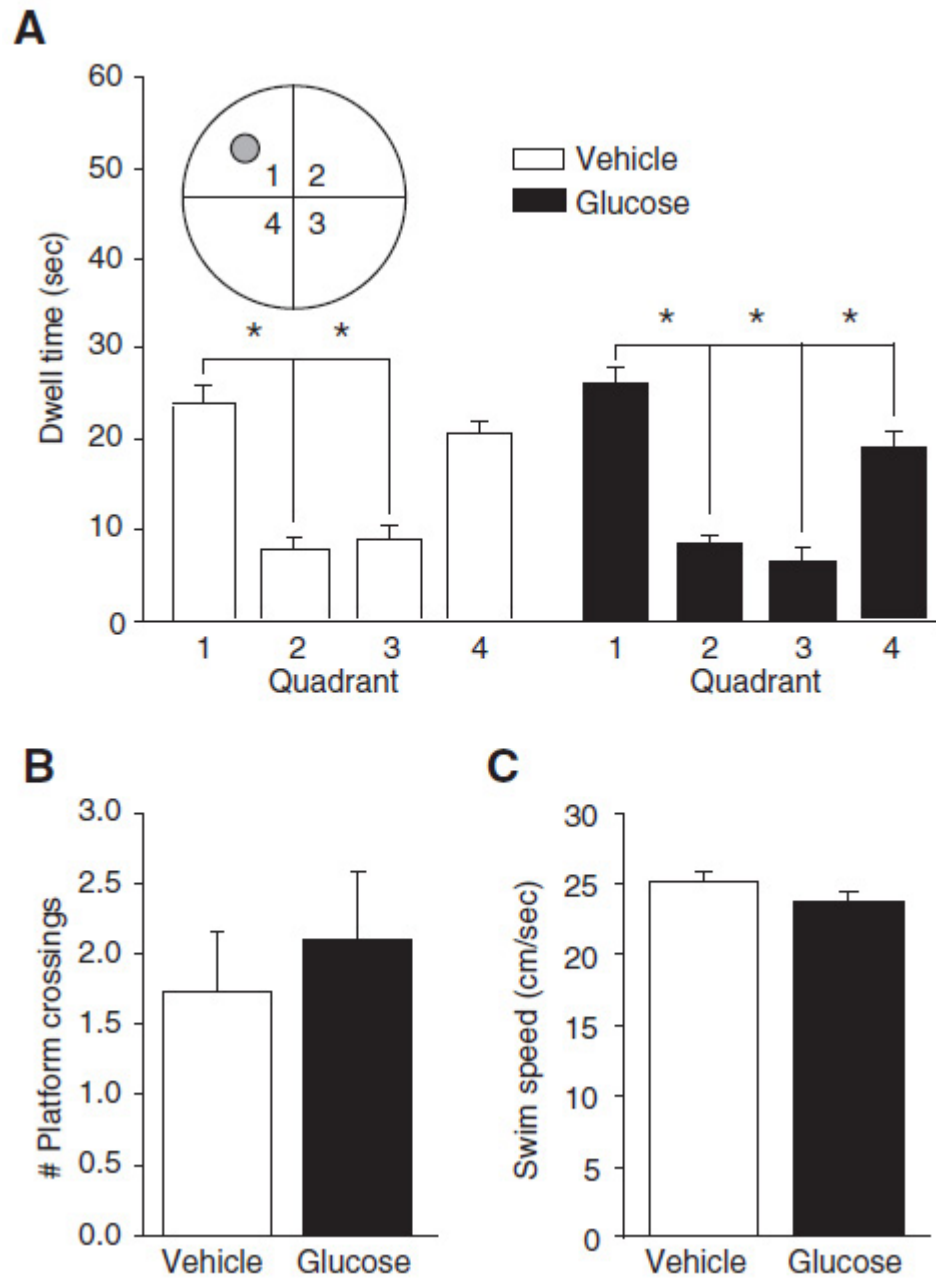 A
60
50
40
30
20
10
0
Dwell time (sec)
1 2
4 3
Vehicle
Glucose
* *
* * *
1 2 3 4
Quadrant
1 2 3 4
Quadrant
B
3.0
2.5
2.0
1.5
1.0
0.5
0.0
# Platform crossings
Vehicle Glucose
C
30
25
20
15
10
5
0
Swim speed (cm/sec)
Vehicle Glucose